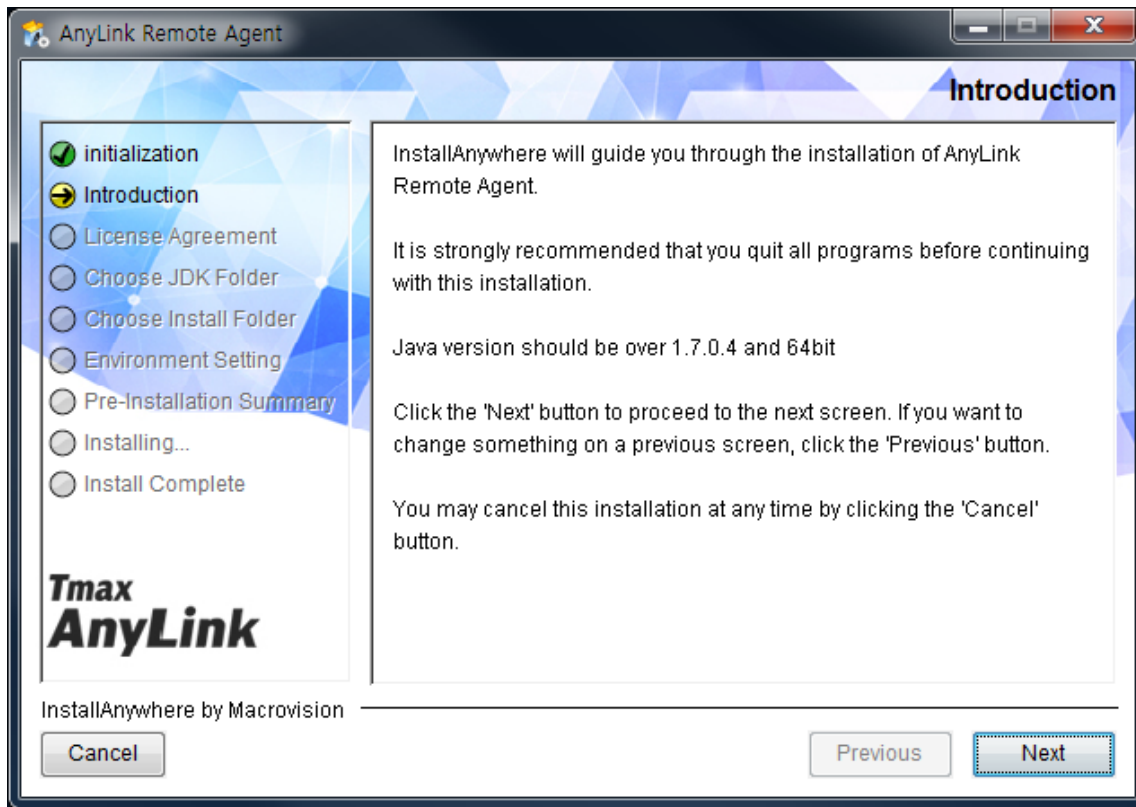 AnyLink Remote Agent
Introduction
initialization
Introduction
License Agreement
Choose JDK Folder
Choose Install Folder
Environment Setting
Pre-Installation Summary
Installing...
Install Complete
Tmax
AnyLink
InstallAnywhere will guide you through the installation of AnyLink
Remote Agent.
It is strongly recommended that you quit all programs before continuing
with this installation.
Java version should be over 1.7.0.4 and 64bit
Click the 'Next' button to proceed to the next screen. If you want to
change something on a previous screen, click the 'Previous' button.
You may cancel this installation at any time by clicking the 'Cancel'
button.
InstallAnywhere by Macrovision
Cancel
Previous
Next